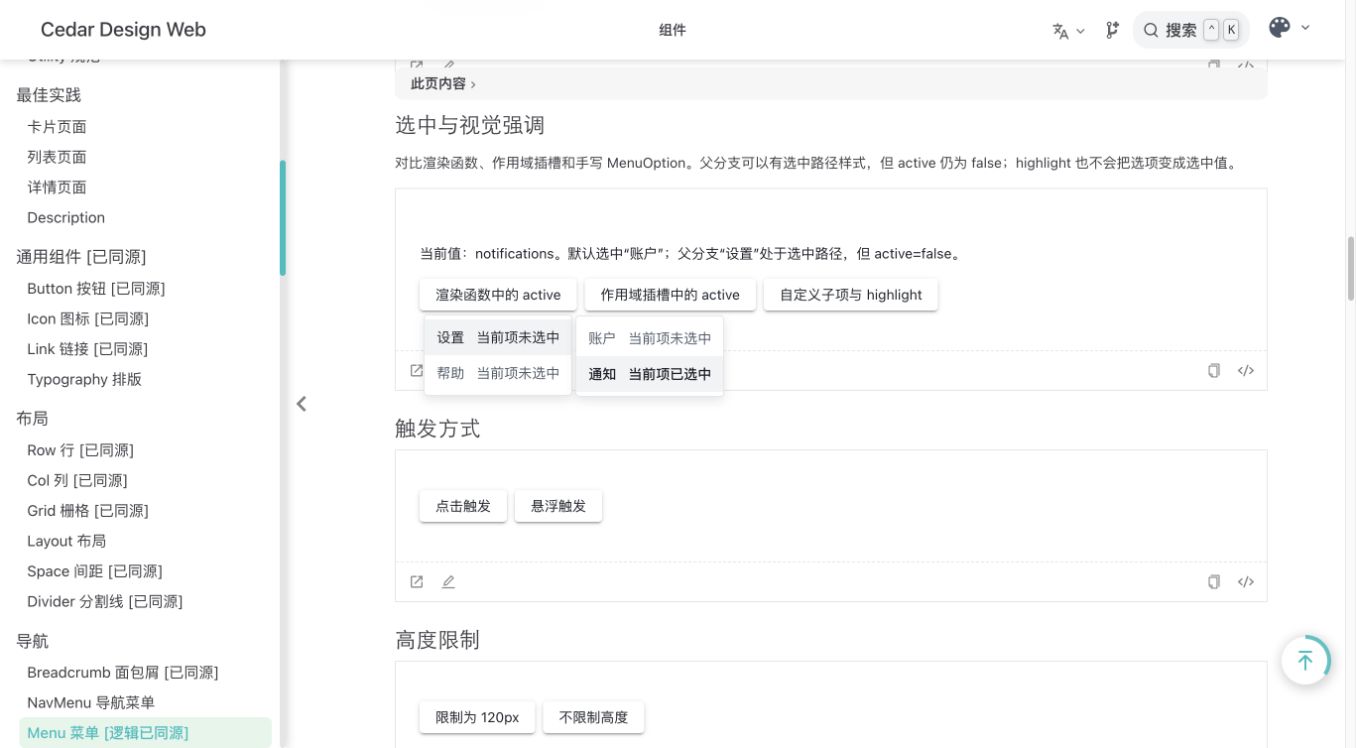 Cedar Design Web
组件
搜索 ^ K
最佳实践
卡片页面
列表页面
详情页面
Description
通用组件 [已同源]
Button 按钮 [已同源]
Icon 图标 [已同源]
Link 链接 [已同源]
Typography 排版
布局
Row 行 [已同源]
Col 列 [已同源]
Grid 栅格 [已同源]
Layout 布局
Space 间距 [已同源]
Divider 分割线 [已同源]
导航
Breadcrumb 面包屑 [已同源]
NavMenu 导航菜单
Menu 菜单 [逻辑已同源]
此页内容 ›
选中与视觉强调
对比渲染函数、作用域插槽和手写 MenuOption。父分支可以有选中路径样式，但 active 仍为 false；highlight 也不会把选项变成选中值。
当前值：notifications。默认选中“账户”；父分支“设置”处于选中路径，但 active=false。
渲染函数中的 active 作用域插槽中的 active 自定义子项与 highlight
设置 当前项未选中
帮助 当前项未选中
账户 当前项未选中
通知 当前项已选中
触发方式
点击触发 悬浮触发
高度限制
限制为 120px 不限制高度